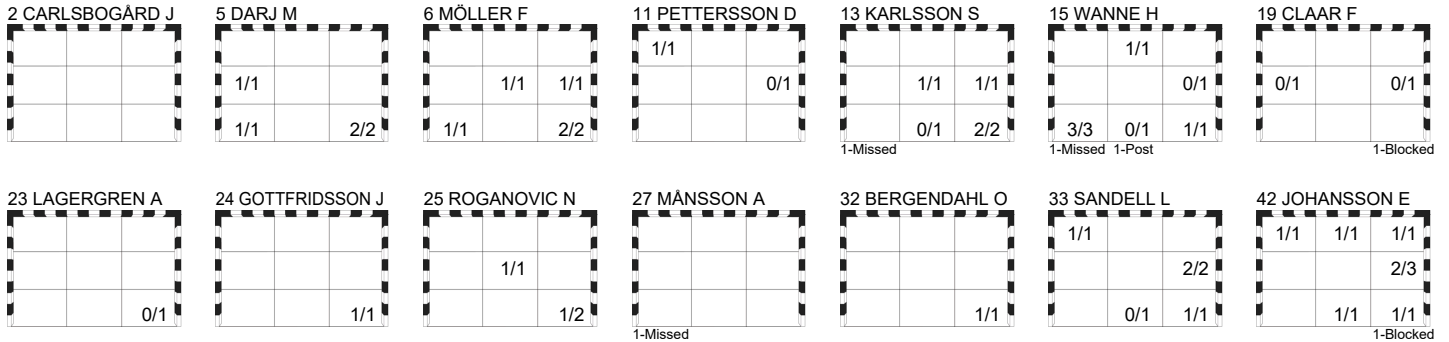 2 CARLSBOGÅRD J 5 DARJ M 6 MÖLLER F 11 PETTERSSON D 13 KARLSSON S 15 WANNE H 19 CLAAR F
1/1 1/1
1/1 1/1 1/1 0/1 1/1 1/1 0/1 0/1 0/1
1/1 2/2 1/1 2/2 0/1 2/2 3/3 0/1 1/1
1-Missed 1-Missed 1-Post 1-Blocked
23 LAGERGREN A 24 GOTTFRIDSSON J 25 ROGANOVIC N 27 MÅNSSON A 32 BERGENDAHL O 33 SANDELL L 42 JOHANSSON E
1/1 1/1 1/1 1/1
1/1 2/2 2/3
0/1 1/1 1/2 1/1 0/1 1/1 1/1 1/1
1-Missed 1-Blocked